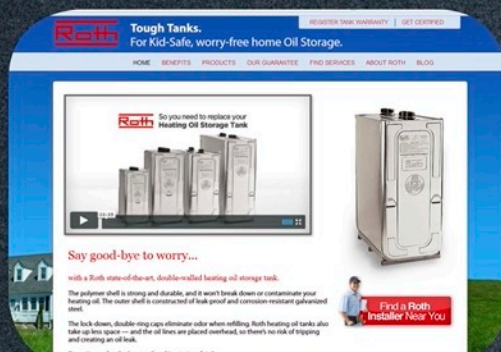 Roth
Tough Tanks.
For Kid-Safe, worry-free home Oil Storage.
REGISTER TANK WARRANTY | GET CERTIFIED
HOME BENEFITS PRODUCTS OUR GUARANTEE FIND SERVICES ABOUT ROTH BLOG
Roth
So you need to replace your
Heating Oil Storage Tank
Say good-bye to worry...
with a Roth state-of-the-art, double-walled heating oil storage tank.
The polymer shell is strong and durable, and it won't break down or contaminate your
heating oil. The outer shell is constructed of leak proof and corrosion-resistant galvanized
steel.
The lock-down, double-ring caps eliminate odor when refilling. Roth heating oil tanks also
take up less space — and the oil lines are placed overhead, so there's no risk of tripping
and creating an oil leak.
Find a Roth
Installer Near You